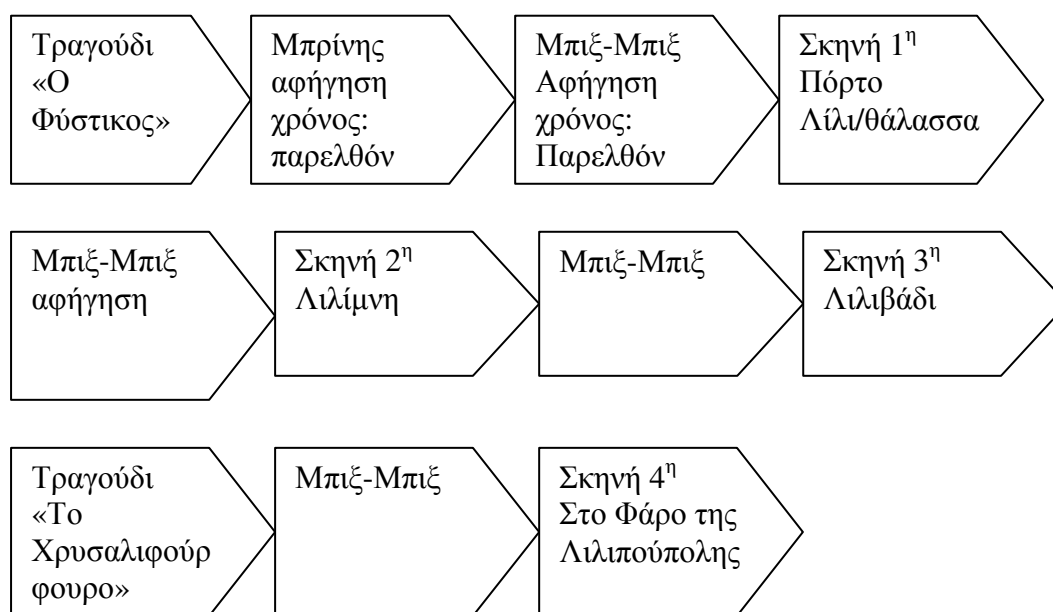 Τραγούδι
«Ο
Φύστικος»
Μπρίνης
αφήγηση
χρόνος:
παρελθόν
Μπιξ-Μπιξ
Αφήγηση
χρόνος:
Παρελθόν
Σκηνή 1η
Πόρτο
Λίλι/θάλασσα
Μπιξ-Μπιξ
αφήγηση
Σκηνή 2η
Λιλίμνη
Μπιξ-Μπιξ
Σκηνή 3η
Λιλιβάδι
Τραγούδι
«Το
Χρυσαλιφούρ
φουρο»
Μπιξ-Μπιξ
Σκηνή 4η
Στο Φάρο της
Λιλιπούπολης